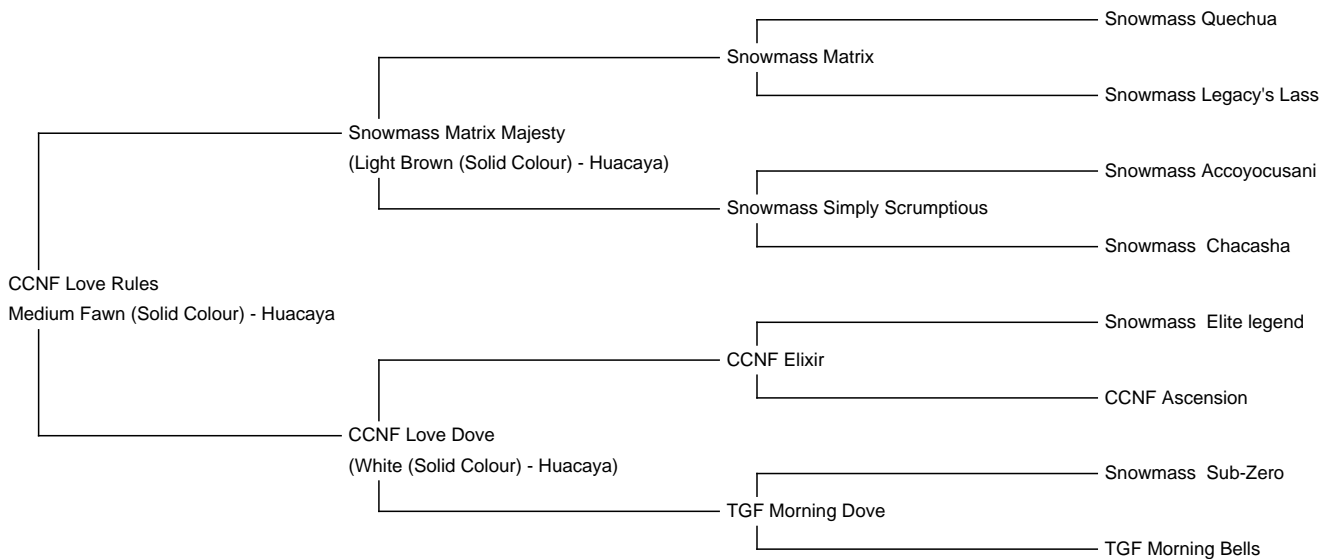 Snowmass Quechua
Snowmass Matrix
Snowmass Legacy's Lass
Snowmass Matrix Majesty
(Light Brown (Solid Colour) - Huacaya)
Snowmass Accoyocusani
Snowmass Simply Scrumptious
Snowmass  Chacasha
CCNF Love Rules
Medium Fawn (Solid Colour) - Huacaya
Snowmass  Elite legend
CCNF Elixir
CCNF Ascension
CCNF Love Dove
(White (Solid Colour) - Huacaya)
Snowmass  Sub-Zero
TGF Morning Dove
TGF Morning Bells